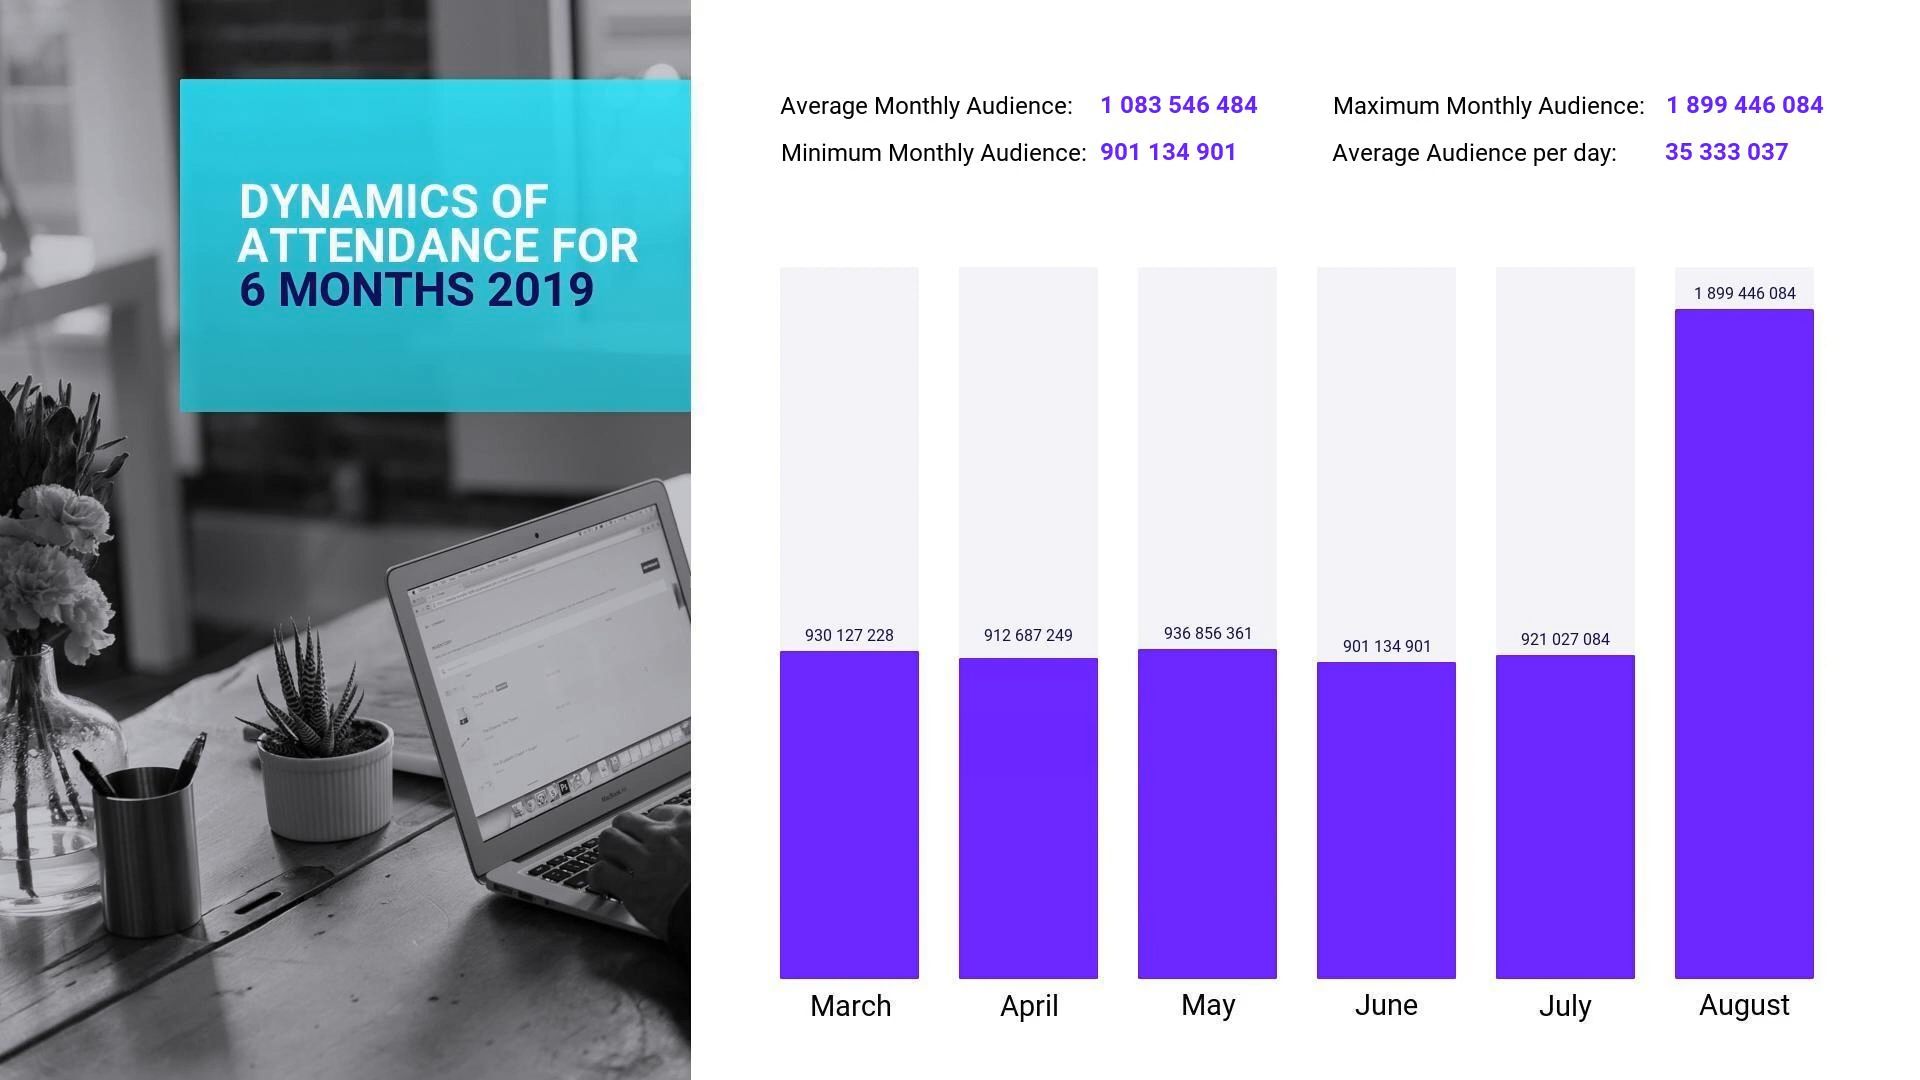 DYNAMICS OF
ATTENDANCE FOR
6 MONTHS 2019
Average Monthly Audience: 1 083 546 484
Minimum Monthly Audience: 901 134 901
Maximum Monthly Audience: 1 899 446 084
Average Audience per day: 35 333 037
930 127 228
912 687 249
936 856 361
901 134 901
921 027 084
1 899 446 084
March
April
May
June
July
August